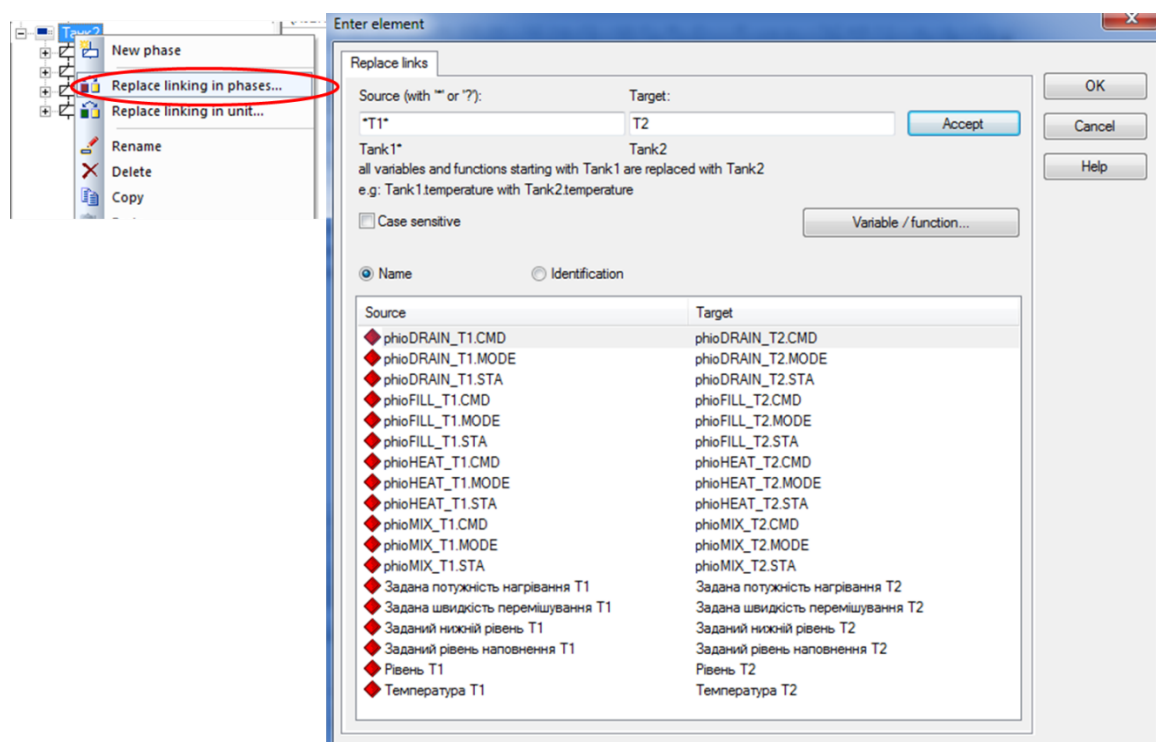 Танк2
New phase
Replace linking in phases...
Replace linking in unit...
Rename
Delete
Copy
Enter element
Replace links
Source (with "*" or "?"): Target:
*T1* T2 Accept
Tank1* Tank2
all variables and functions starting with Tank1 are replaced with Tank2
e.g: Tank1.temperature with Tank2.temperature
Case sensitive Variable / function...
Name Identification
Source Target
phioDRAIN_T1.CMD phioDRAIN_T2.CMD
phioDRAIN_T1.MODE phioDRAIN_T2.MODE
phioDRAIN_T1.STA phioDRAIN_T2.STA
phioFILL_T1.CMD phioFILL_T2.CMD
phioFILL_T1.MODE phioFILL_T2.MODE
phioFILL_T1.STA phioFILL_T2.STA
phioHEAT_T1.CMD phioHEAT_T2.CMD
phioHEAT_T1.MODE phioHEAT_T2.MODE
phioHEAT_T1.STA phioHEAT_T2.STA
phioMIX_T1.CMD phioMIX_T2.CMD
phioMIX_T1.MODE phioMIX_T2.MODE
phioMIX_T1.STA phioMIX_T2.STA
Задана потужність нагрівання T1 Задана потужність нагрівання T2
Задана швидкість перемішування T1 Задана швидкість перемішування T2
Заданий нижній рівень T1 Заданий нижній рівень T2
Заданий рівень наповнення T1 Заданий рівень наповнення T2
Рівень T1 Рівень T2
Температура T1 Температура T2
OK
Cancel
Help